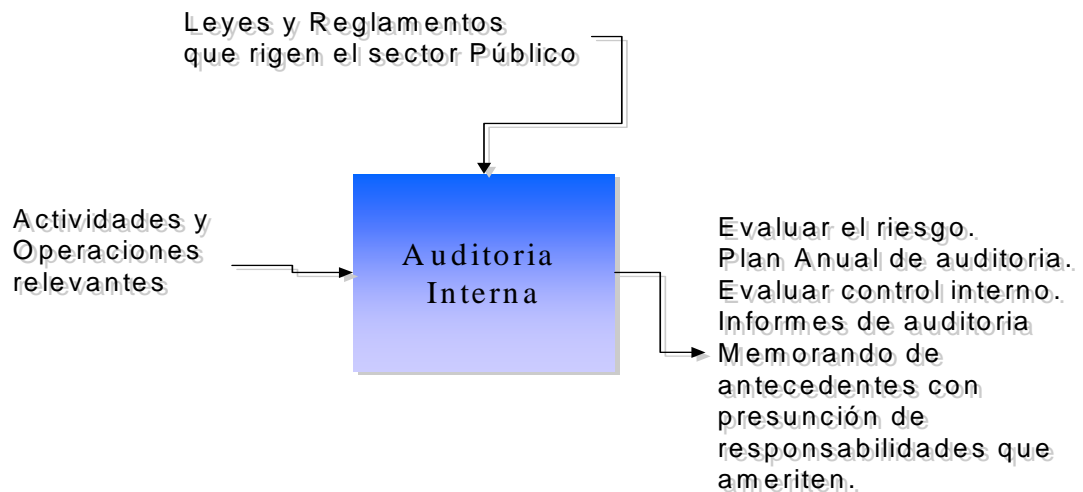 Leyes y Reglamentos
que rigen el sector Público
Actividades y
Operaciones
relevantes
Auditoria
Interna
Evaluar el riesgo.
Plan Anual de auditoria.
Evaluar control interno.
Informes de auditoria
Memorando de
antecedentes con
presunción de
responsabilidades que
ameriten.